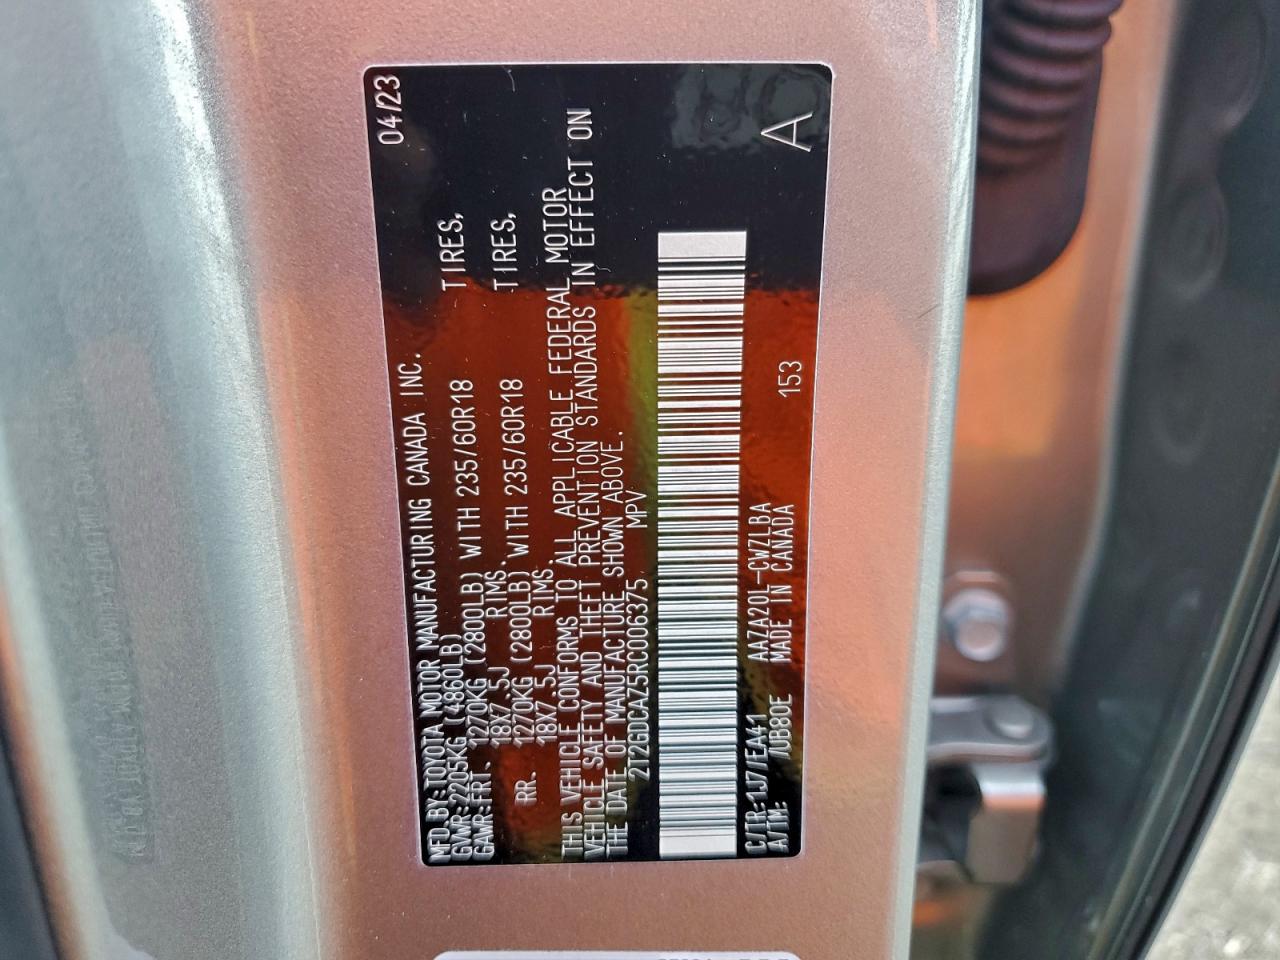 MFD.BY:TOYOTA MOTOR MANUFACTURING CANADA INC. 04/23
GVWR:2205KG (4860LB)
GAWR:FRT. 1270KG (2800LB) WITH 235/60R18 TIRES,
18X7.5J RIMS.
RR. 1270KG (2800LB) WITH 235/60R18 TIRES,
18X7.5J RIMS.
THIS VEHICLE CONFORMS TO ALL APPLICABLE FEDERAL MOTOR
VEHICLE SAFETY AND THEFT PREVENTION STANDARDS IN EFFECT ON
THE DATE OF MANUFACTURE SHOWN ABOVE.
2T2GDCAZ5RC006375 MPV
C/TR:1J7/EA41 AAZA20L-CWZLBA
A/TM: /UB80E MADE IN CANADA 153 A